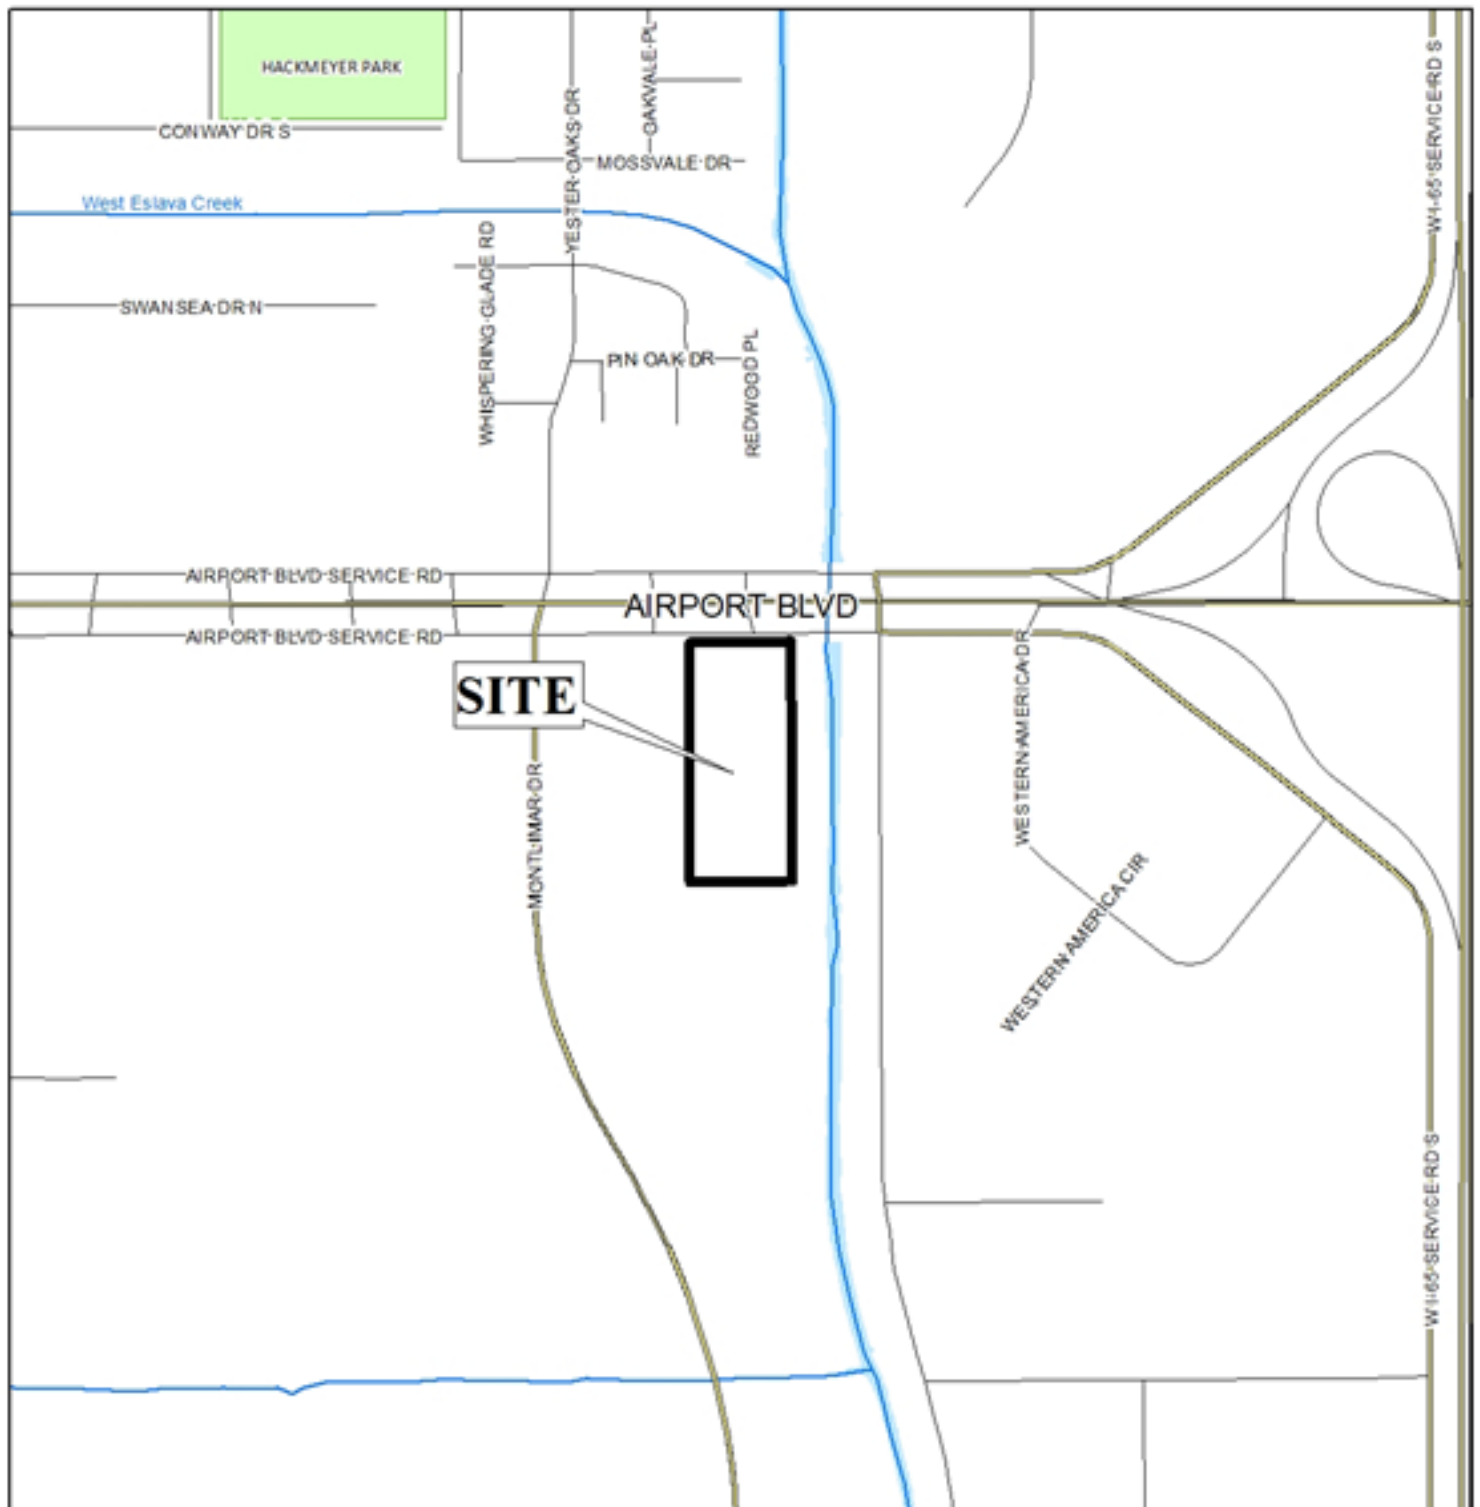 HACKMEYER PARK
OAKVALE PL
W I-65 SERVICE RD S
CONWAY DR S
YESTER OAKS DR
MOSSVALE DR
West Eslava Creek
WHISPERING GLADE RD
SWANSEA DR N
PIN OAK DR
REDWOOD PL
AIRPORT BLVD SERVICE RD
AIRPORT BLVD
AIRPORT BLVD SERVICE RD
SITE
WESTERN AMERICA DR
MONTLIMAR DR
WESTERN AMERICA CIR
W I-65 SERVICE RD S